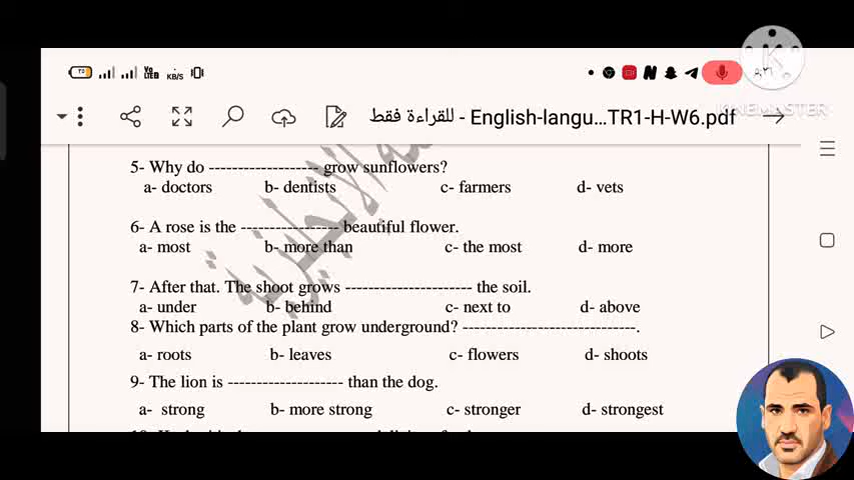 للقراءة فقط - English-langu...TR1-H-W6.pdf
KINEMASTER
5- Why do ------------------- grow sunflowers?
a- doctors b- dentists c- farmers d- vets
6- A rose is the ----------------- beautiful flower.
a- most b- more than c- the most d- more
7- After that. The shoot grows ---------------------- the soil.
a- under b- behind c- next to d- above
8- Which parts of the plant grow underground? ------------------------------.
a- roots b- leaves c- flowers d- shoots
9- The lion is -------------------- than the dog.
a- strong b- more strong c- stronger d- strongest